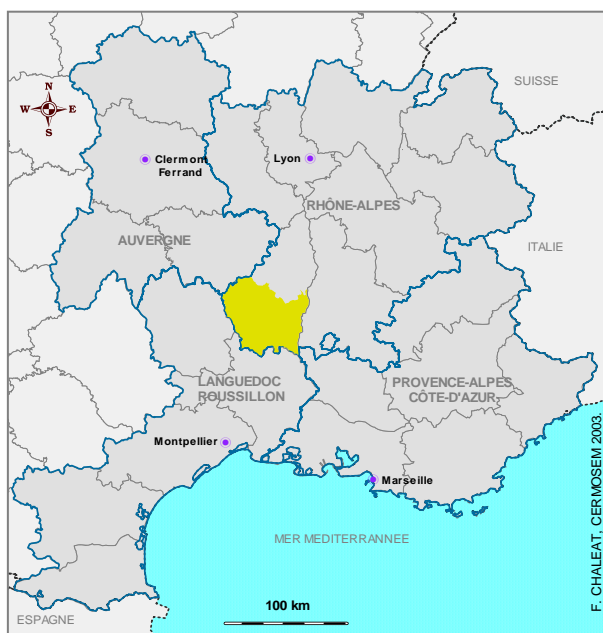 SUISSE
N
W E
S
Clermom
Ferrand
Lyon
RHÔNE-ALPES
AUVERGNE
ITALIE
LANGUEDOC
ROUSSILLON
PROVENCE-ALPES
CÔTE-D'AZUR
Montpellier
Marseille
MER MEDITERRANNEE
100 km
ESPAGNE
F. CHALEAT, CERMOSEM 2003.